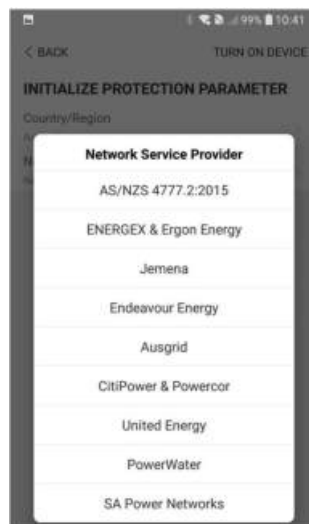 99% 10:41
< BACK TURN ON DEVICE
INITIALIZE PROTECTION PARAMETER
Country/Region
Network Service Provider
AS/NZS 4777.2:2015
ENERGEX & Ergon Energy
Jemena
Endeavour Energy
Ausgrid
CitiPower & Powercor
United Energy
PowerWater
SA Power Networks